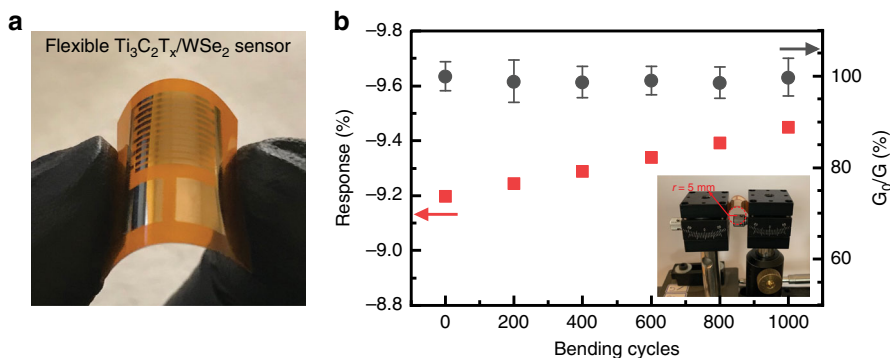 a
Flexible Ti₃C₂Tₓ/WSe₂ sensor
b
Response (%)
–9.8
–9.6
–9.4
–9.2
–9.0
–8.8
r = 5 mm
100
80
60
G₀/G (%)
0 200 400 600 800 1000
Bending cycles